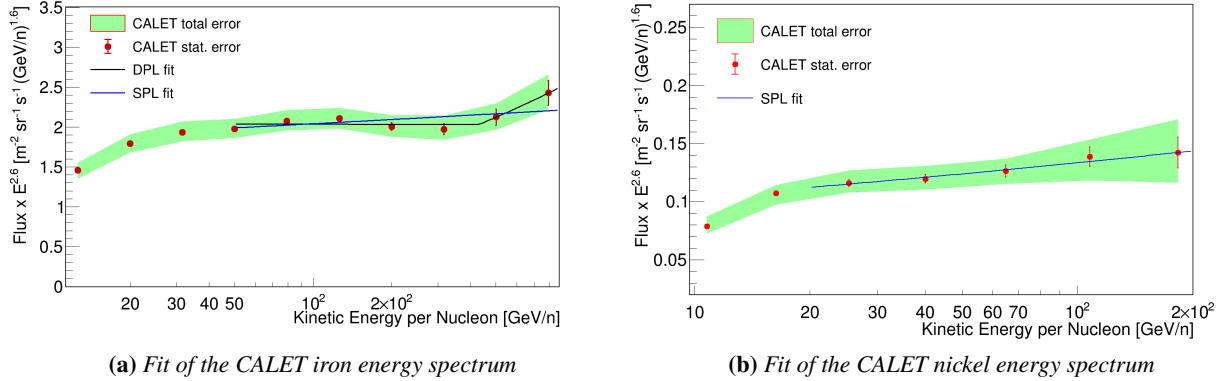 Flux x E^2.6 [m^-2 sr^-1 s^-1 (GeV/n)^1.6]
3.5
3
2.5
2
1.5
1
0.5
0
CALET total error
CALET stat. error
DPL fit
SPL fit
20 30 40 50 10^2 2×10^2
Kinetic Energy per Nucleon [GeV/n]
(a) Fit of the CALET iron energy spectrum
Flux x E^2.6 [m^-2 sr^-1 s^-1 (GeV/n)^1.6]
0.25
0.2
0.15
0.1
0.05
CALET total error
CALET stat. error
SPL fit
10 20 30 40 50 60 70 10^2 2×10^2
Kinetic Energy per Nucleon [GeV/n]
(b) Fit of the CALET nickel energy spectrum